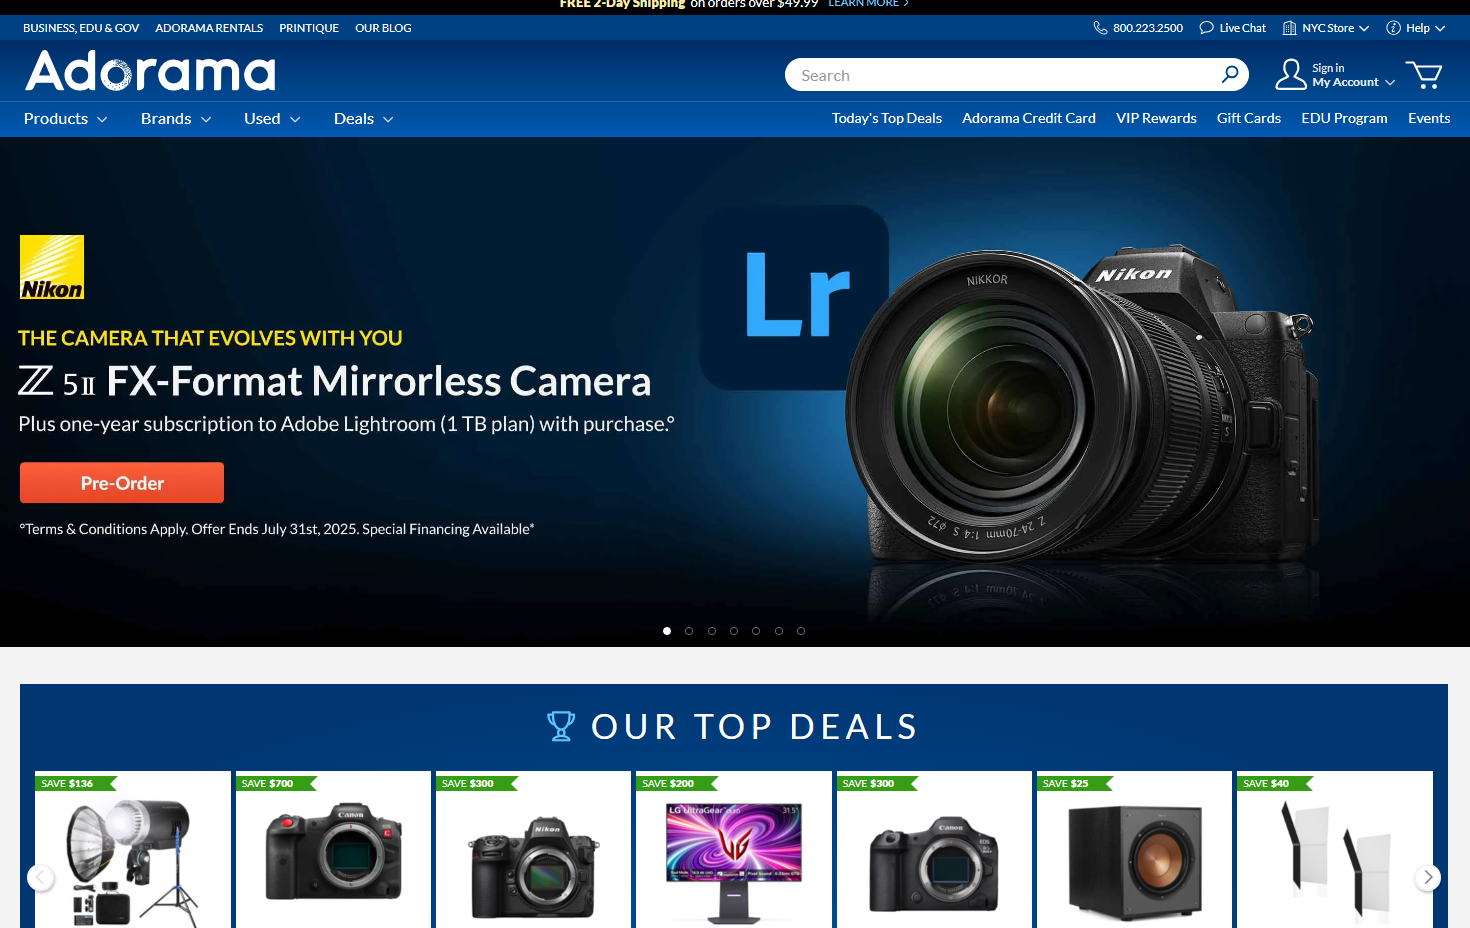 FREE 2-Day Shipping on orders over $49.99 LEARN MORE
BUSINESS, EDU & GOV ADORAMA RENTALS PRINTIQUE OUR BLOG
800.223.2500 Live Chat NYC Store Help
Adorama
Search
Sign in
My Account
Products Brands Used Deals
Today's Top Deals Adorama Credit Card VIP Rewards Gift Cards EDU Program Events
Nikon
THE CAMERA THAT EVOLVES WITH YOU
Z 5II FX-Format Mirrorless Camera
Plus one-year subscription to Adobe Lightroom (1 TB plan) with purchase.°
Pre-Order
°Terms & Conditions Apply. Offer Ends July 31st, 2025. Special Financing Available*
Lr
NIKKOR
Nikon
NIKKOR
S
Z 24-70mm 1:4 S ø72
OUR TOP DEALS
SAVE $136
SAVE $700
SAVE $300
SAVE $200
SAVE $300
SAVE $25
SAVE $40
Canon
Nikon
LG UltraGear OLED 31.5"
Canon
EOS